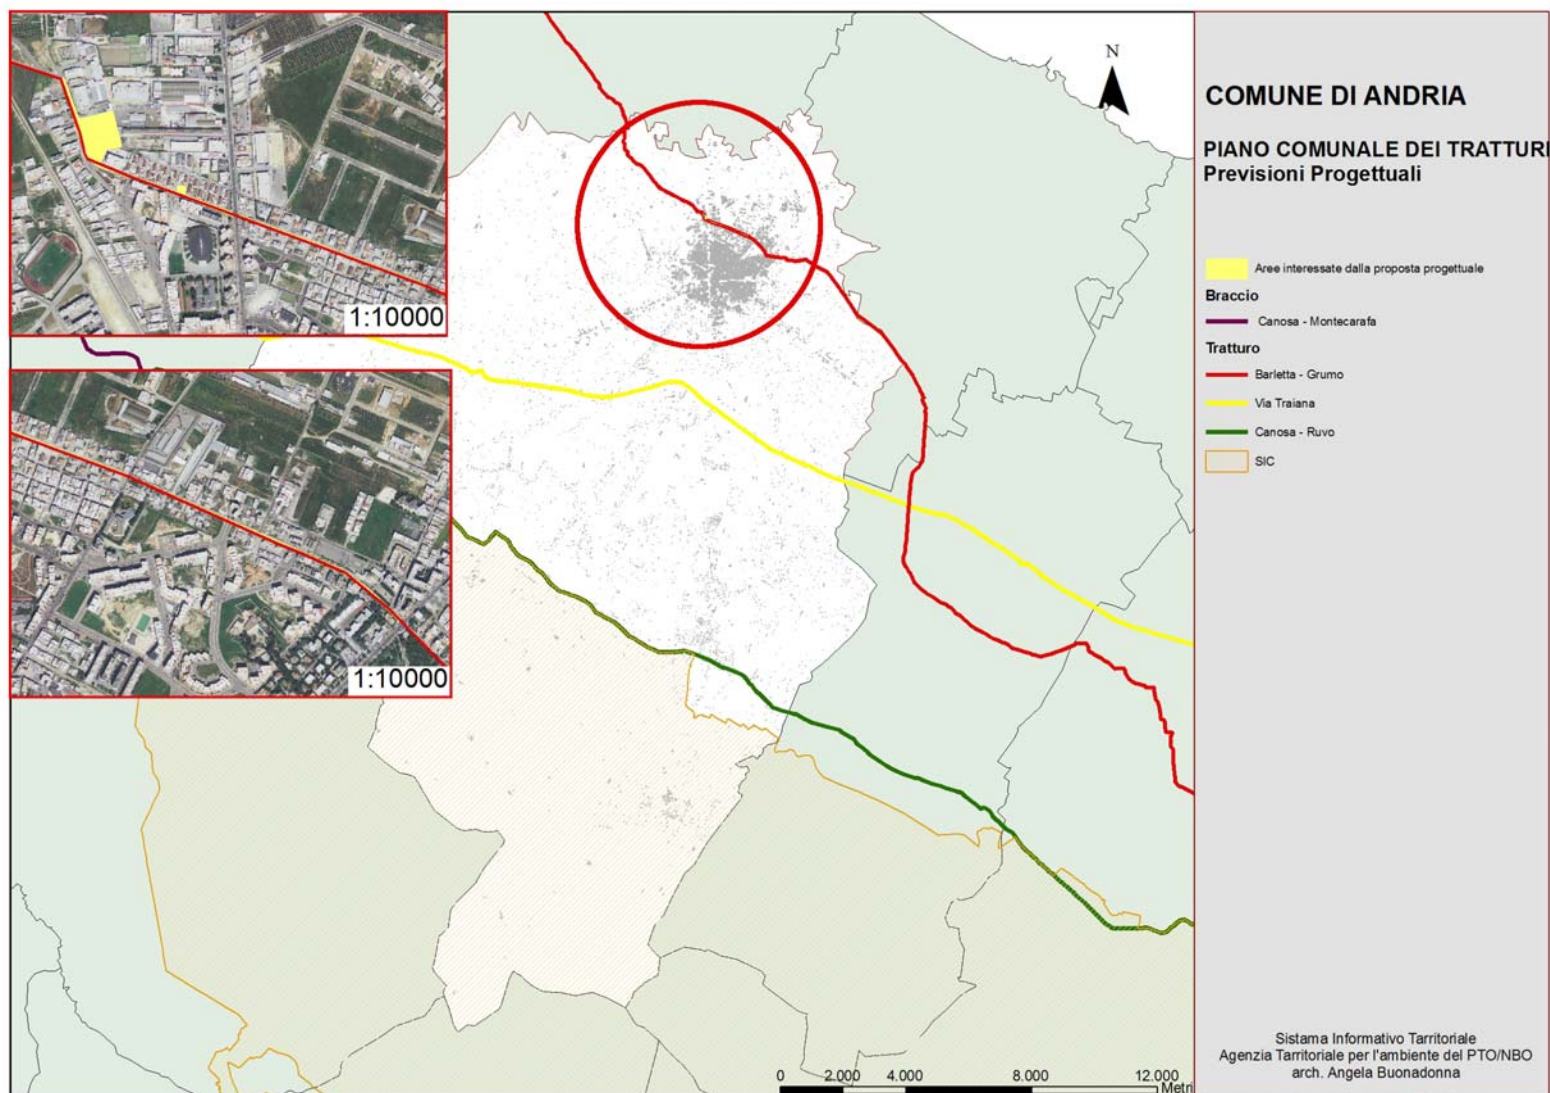 1:10000
1:10000
N
0 2.000 4.000 8.000 12.000
Metri
COMUNE DI ANDRIA
PIANO COMUNALE DEI TRATTURI
Previsioni Progettuali
Aree interessate dalla proposta progettuale
Braccio
Canosa - Montecarafa
Tratturo
Barletta - Grumo
Via Traiana
Canosa - Ruvo
SIC
Sistama Informativo Tarritoriale
Agenzia Tarritoriale per l'ambiente del PTO/NBO
arch. Angela Buonadonna